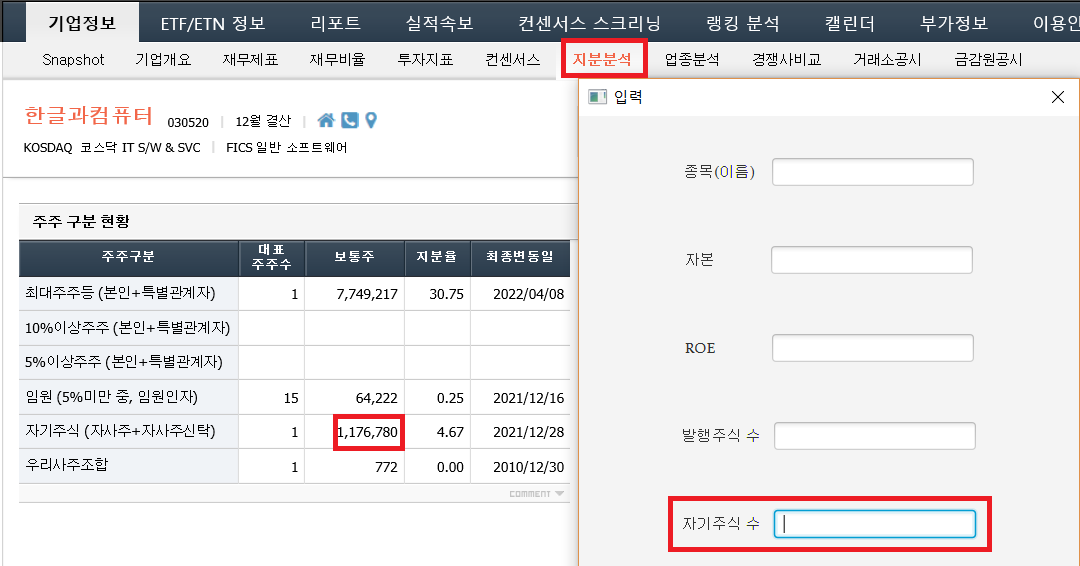 기업정보 ETF/ETN 정보 리포트 실적속보 컨센서스 스크리닝 랭킹 분석 캘린더 부가정보 이용안
Snapshot 기업개요 재무제표 재무비율 투자지표 컨센서스 지분분석 업종분석 경쟁사비교 거래소공시 금감원공시
한글과컴퓨터 030520 | 12월 결산 |
KOSDAQ 코스닥 IT S/W & SVC | FICS 일반 소프트웨어
주주 구분 현황
주주구분 대표 주주수 보통주 지분율 최종변동일
최대주주등 (본인+특별관계자) 1 7,749,217 30.75 2022/04/08
10%이상주주 (본인+특별관계자)
5%이상주주 (본인+특별관계자)
임원 (5%미만 중, 임원인자) 15 64,222 0.25 2021/12/16
자기주식 (자사주+자사주신탁) 1 1,176,780 4.67 2021/12/28
우리사주조합 1 772 0.00 2010/12/30
COMMENT
입력
종목(이름)
자본
ROE
발행주식 수
자기주식 수